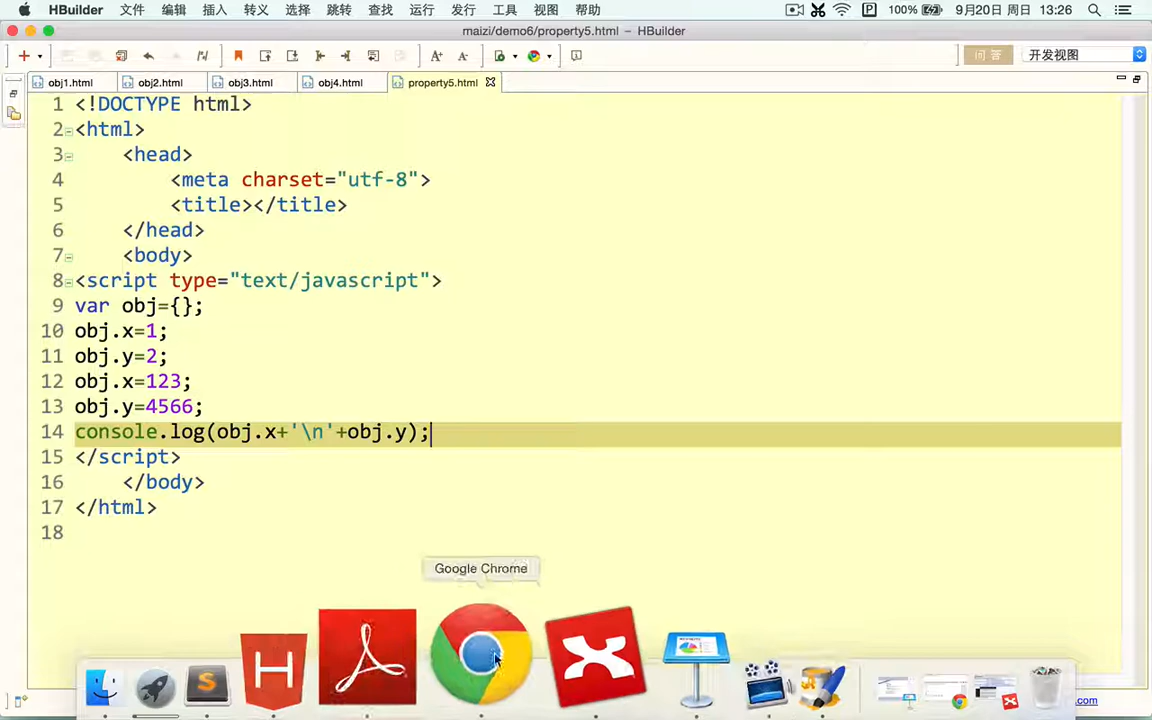 HBuilder 文件 编辑 插入 转义 选择 跳转 查找 运行 发行 工具 视图 帮助 100% 9月20日 周日 13:26
maizi/demo6/property5.html – HBuilder
问 答 开发视图
obj1.html obj2.html obj3.html obj4.html property5.html
1 <!DOCTYPE html>
2 <html>
3 <head>
4 <meta charset="utf-8">
5 <title></title>
6 </head>
7 <body>
8 <script type="text/javascript">
9 var obj={};
10 obj.x=1;
11 obj.y=2;
12 obj.x=123;
13 obj.y=4566;
14 console.log(obj.x+'\n'+obj.y);
15 </script>
16 </body>
17 </html>
18
Google Chrome
.com